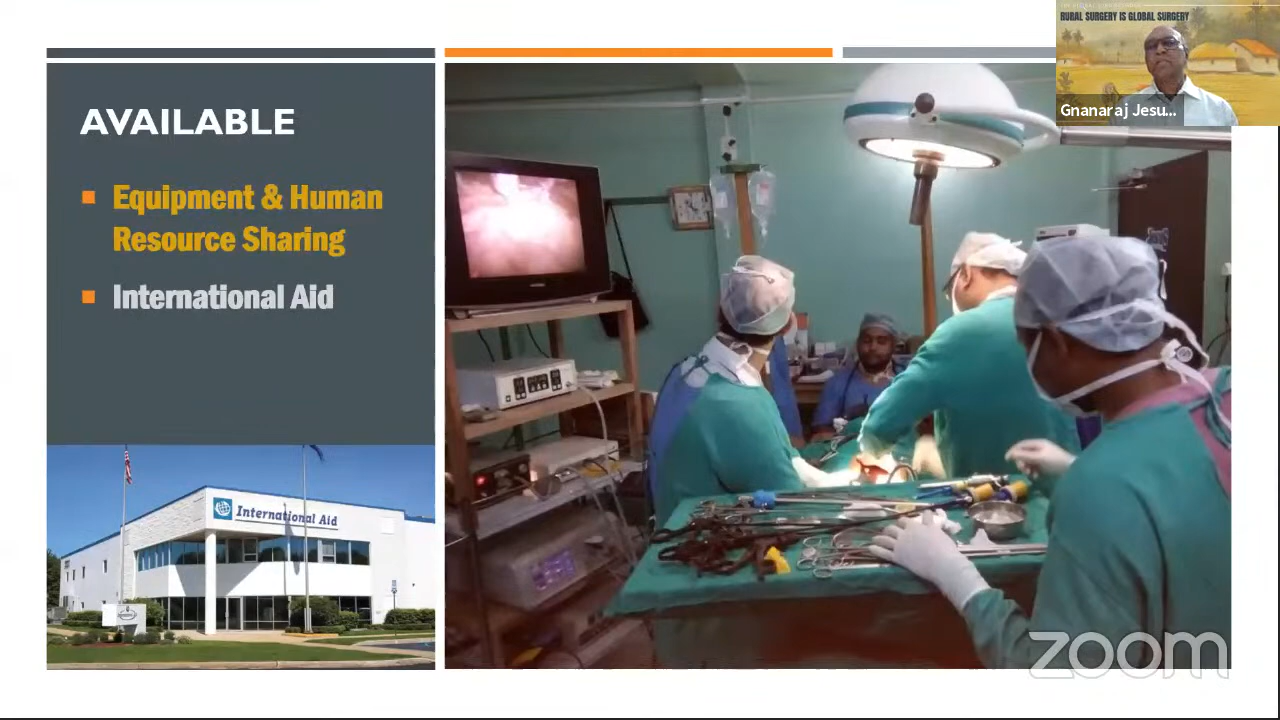 RURAL SURGERY IS GLOBAL SURGERY
Gnanaraj Jesu...
AVAILABLE
Equipment & Human
Resource Sharing
International Aid
International Aid
zoom